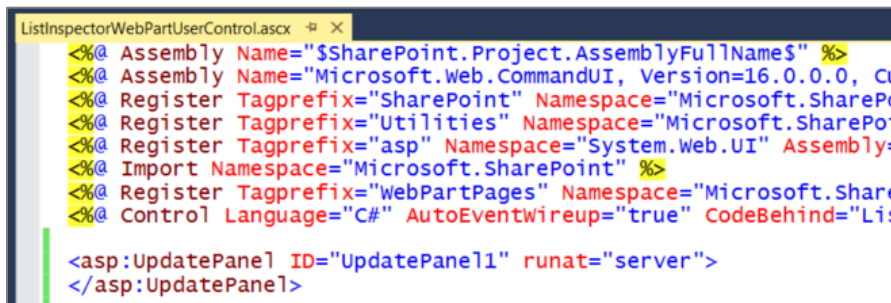 ListInspectorWebPartUserControl.ascx
<%@ Assembly Name="$SharePoint.Project.AssemblyFullName$" %>
<%@ Assembly Name="Microsoft.Web.CommandUI, Version=16.0.0.0, Cu
<%@ Register Tagprefix="SharePoint" Namespace="Microsoft.SharePo
<%@ Register Tagprefix="Utilities" Namespace="Microsoft.SharePoi
<%@ Register Tagprefix="asp" Namespace="System.Web.UI" Assembly=
<%@ Import Namespace="Microsoft.SharePoint" %>
<%@ Register Tagprefix="WebPartPages" Namespace="Microsoft.Share
<%@ Control Language="C#" AutoEventWireup="true" CodeBehind="Lis
<asp:UpdatePanel ID="UpdatePanel1" runat="server">
</asp:UpdatePanel>